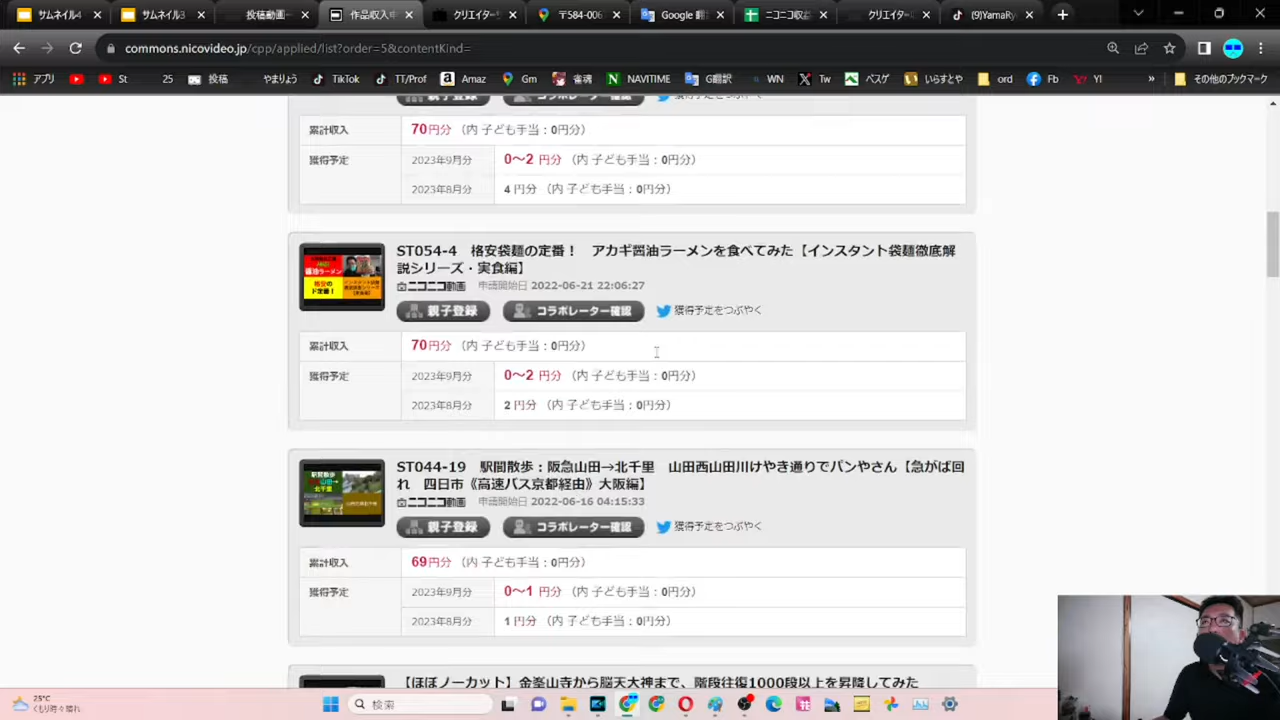 サムネイル4
サムネイル3
投稿動画一
作品収入申
クリエイター
〒584-006
Google 翻
ニコニコ収益
クリエイター
(9)YamaRy
commons.nicovideo.jp/cpp/applied/list?order=5&contentKind=
アプリ
St
25
投稿
やまりょう
TikTok
TT/Prof
Amaz
Gm
雀魂
NAVITIME
G翻訳
WN
Tw
ベスゲ
いらすとや
ord
Fb
Y!
»
その他のブックマーク
親子登録 コラボレーター確認
累計収入 70円分 (内 子ども手当:0円分)
獲得予定 2023年9月分 0～2 円分 (内 子ども手当:0円分)
2023年8月分 4 円分 (内 子ども手当:0円分)
ST054-4 格安袋麺の定番! アカギ醤油ラーメンを食べてみた【インスタント袋麺徹底解
説シリーズ・実食編】
ニコニコ動画 申請開始日 2022-06-21 22:06:27
親子登録 コラボレーター確認 獲得予定をつぶやく
累計収入 70円分 (内 子ども手当:0円分)
獲得予定 2023年9月分 0～2 円分 (内 子ども手当:0円分)
2023年8月分 2 円分 (内 子ども手当:0円分)
ST044-19 駅間散歩:阪急山田→北千里 山田西山田川けやき通りでパンやさん【急がば回
れ 四日市《高速バス京都経由》大阪編】
ニコニコ動画 申請開始日 2022-06-16 04:15:33
親子登録 コラボレーター確認 獲得予定をつぶやく
累計収入 69円分 (内 子ども手当:0円分)
獲得予定 2023年9月分 0～1 円分 (内 子ども手当:0円分)
2023年8月分 1 円分 (内 子ども手当:0円分)
【ほぼノーカット】金峯山寺から脳天大神まで、階段往復1000段以上を昇降してみた
25°C
くもり時々晴れ
検索